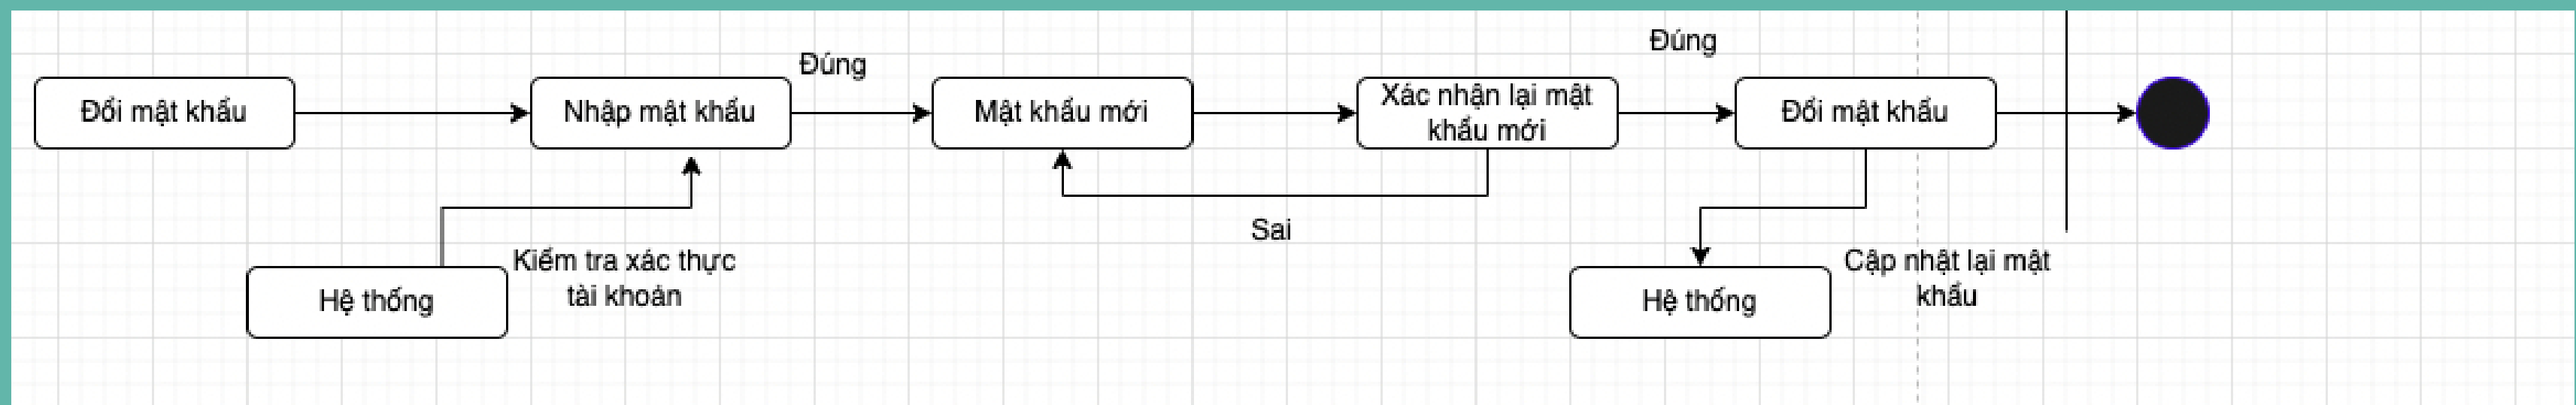 Đúng
Đúng
Đổi mật khẩu
Nhập mật khẩu
Mật khẩu mới
Xác nhận lại mật
khẩu mới
Đổi mật khẩu
Sai
Kiểm tra xác thực
tài khoản
Cập nhật lại mật
khẩu
Hệ thống
Hệ thống